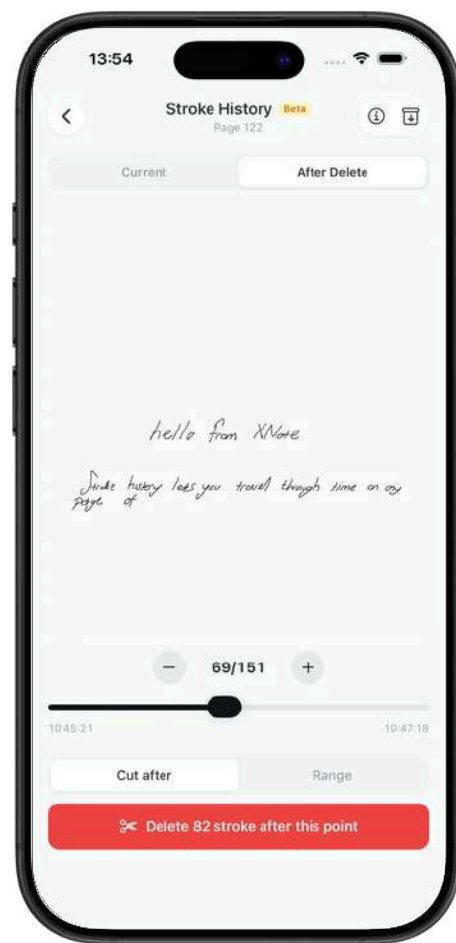 13:54
Stroke History Beta
Page 122
Current After Delete
hello from XNote
Stroke history lets you travel through time on any
page of
69/151
10:45:21 10:47:18
Cut after Range
Delete 82 stroke after this point